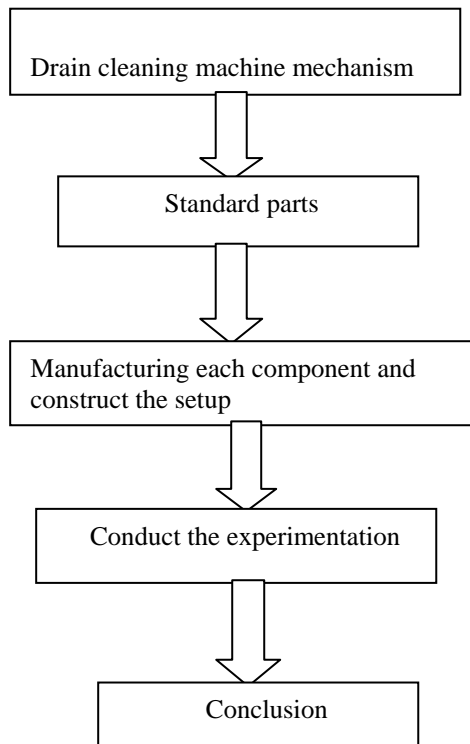 Drain cleaning machine mechanism
Standard parts
Manufacturing each component and
construct the setup
Conduct the experimentation
Conclusion